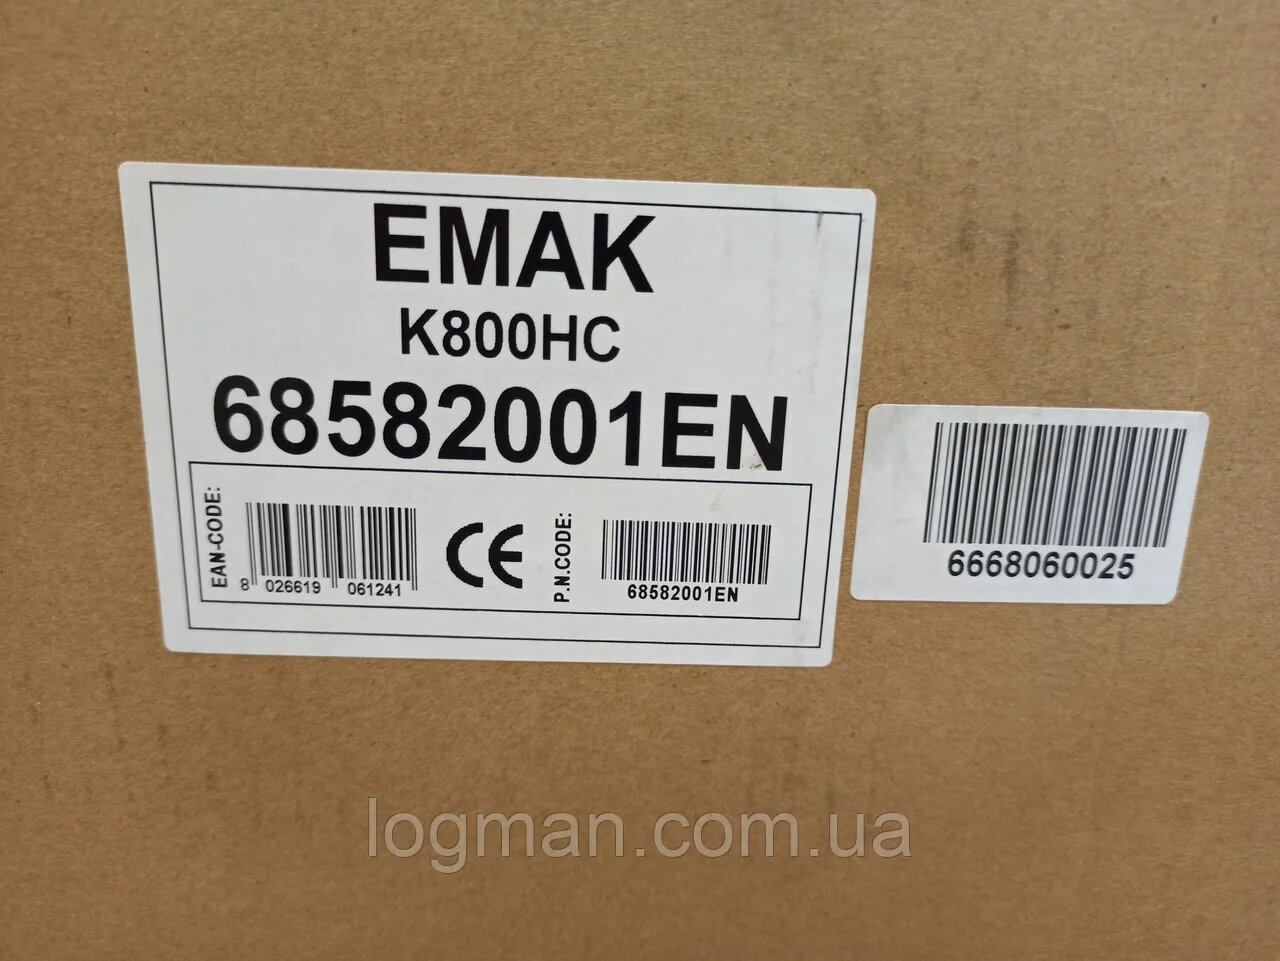 EMAK
K800HC
68582001EN
EAN-CODE:
8 026619 061241
CE
P.N.CODE:
68582001EN
6668060025
logman.com.ua